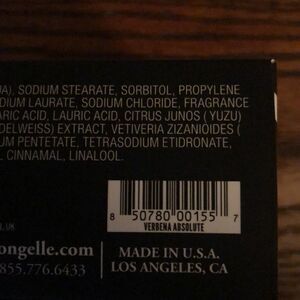 JA), SODIUM STEARATE, SORBITOL, PROPYLENE
DIUM LAURATE, SODIUM CHLORIDE, FRAGRANCE
ARIC ACID, LAURIC ACID, CITRUS JUNOS ( YUZU)
DELWEISS) EXTRACT, VETIVERIA ZIZANIOIDES (
UM PENTETATE, TETRASODIUM ETIDRONATE,
CINNAMAL, LINALOOL.
8 50780 00155 7
VERBENA ABSOLUTE
ongelle.com
855.776.6433
MADE IN U.S.A.
LOS ANGELES, CA